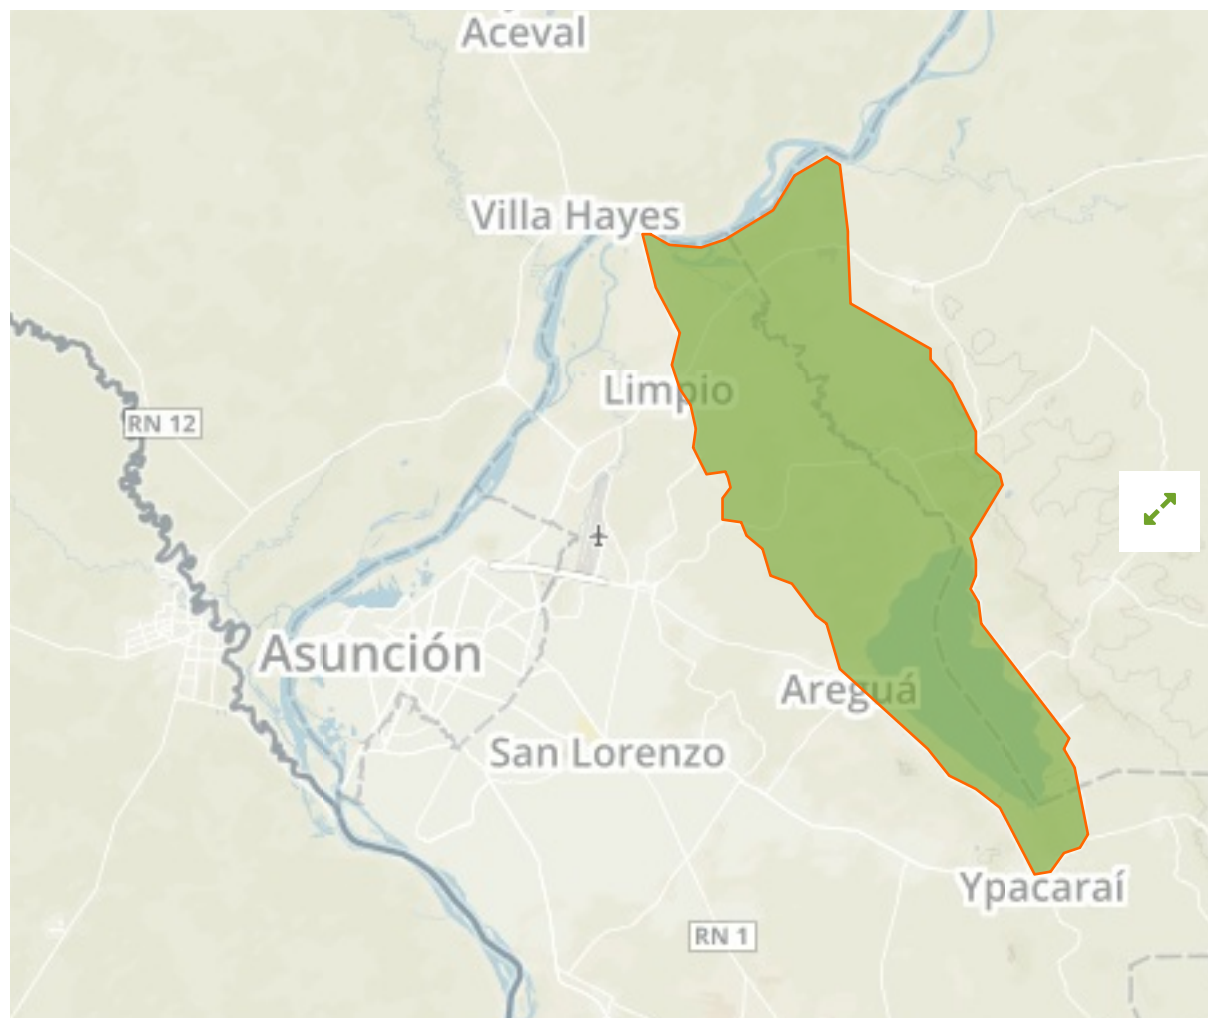 Aceval
Villa Hayes
Limpio
RN 12
Asunción
Areguá
San Lorenzo
Ypacaraí
RN 1